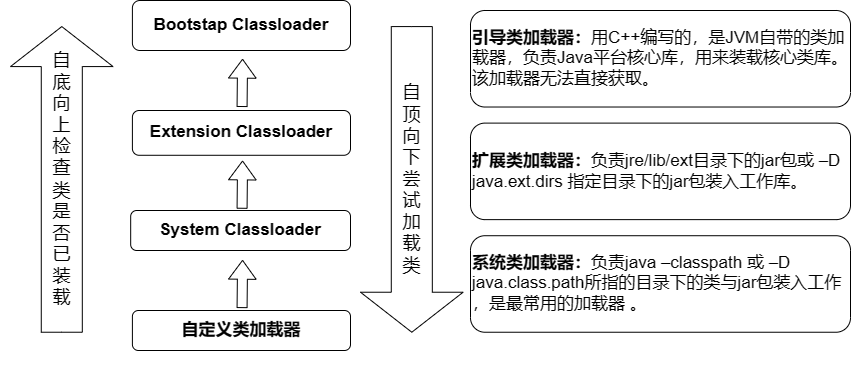 自底向上检查类是否已装载
Bootstap Classloader
Extension Classloader
System Classloader
自定义类加载器
自顶向下尝试加载类
引导类加载器：用C++编写的，是JVM自带的类加
载器，负责Java平台核心库，用来装载核心类库。
该加载器无法直接获取。
扩展类加载器：负责jre/lib/ext目录下的jar包或 –D
java.ext.dirs 指定目录下的jar包装入工作库。
系统类加载器：负责java –classpath 或 –D
java.class.path所指的目录下的类与jar包装入工作
，是最常用的加载器 。